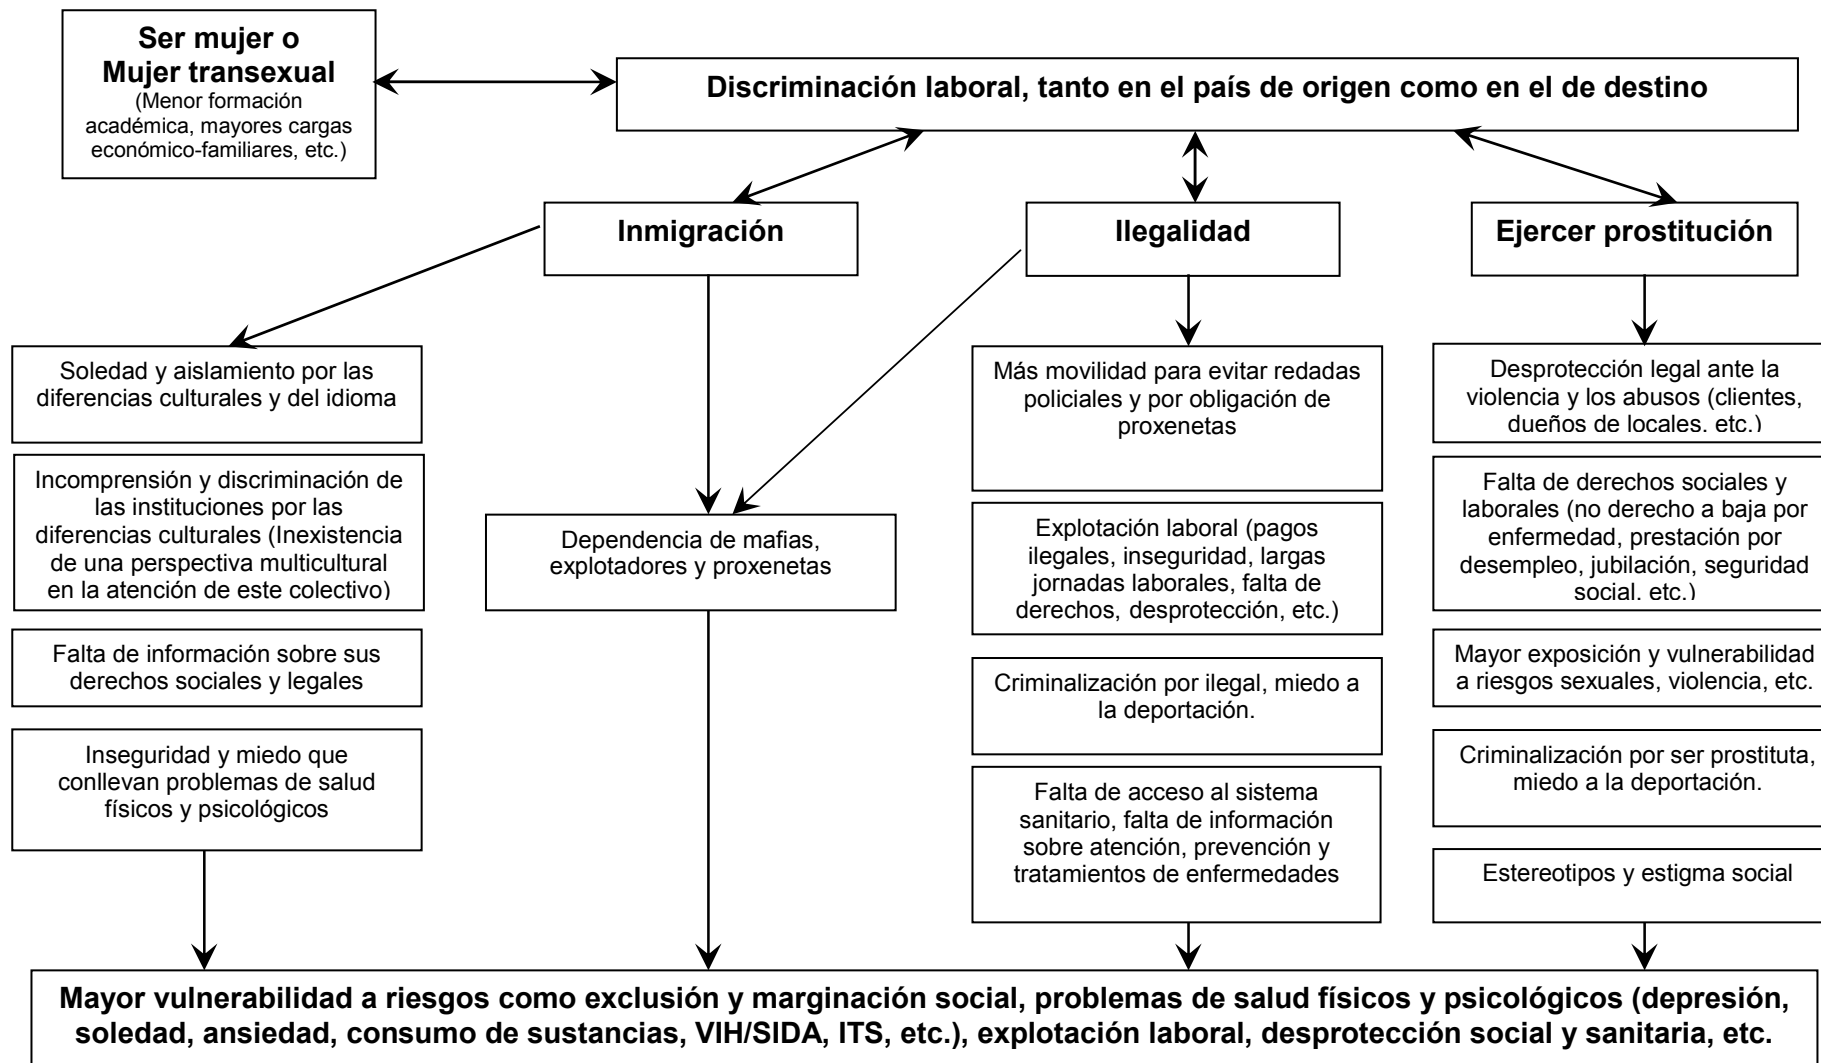 Ser mujer o
Mujer transexual
(Menor formación
académica, mayores cargas
económico-familiares, etc.)
Discriminación laboral, tanto en el país de origen como en el de destino
Inmigración
Ilegalidad
Ejercer prostitución
Soledad y aislamiento por las
diferencias culturales y del idioma
Incomprensión y discriminación de
las instituciones por las
diferencias culturales (Inexistencia
de una perspectiva multicultural
en la atención de este colectivo)
Falta de información sobre sus
derechos sociales y legales
Inseguridad y miedo que
conllevan problemas de salud
físicos y psicológicos
Dependencia de mafias,
explotadores y proxenetas
Más movilidad para evitar redadas
policiales y por obligación de
proxenetas
Explotación laboral (pagos
ilegales, inseguridad, largas
jornadas laborales, falta de
derechos, desprotección, etc.)
Criminalización por ilegal, miedo a
la deportación.
Falta de acceso al sistema
sanitario, falta de información
sobre atención, prevención y
tratamientos de enfermedades
Desprotección legal ante la
violencia y los abusos (clientes,
dueños de locales, etc.)
Falta de derechos sociales y
laborales (no derecho a baja por
enfermedad, prestación por
desempleo, jubilación, seguridad
social, etc.)
Mayor exposición y vulnerabilidad
a riesgos sexuales, violencia, etc.
Criminalización por ser prostituta,
miedo a la deportación.
Estereotipos y estigma social
Mayor vulnerabilidad a riesgos como exclusión y marginación social, problemas de salud físicos y psicológicos (depresión,
soledad, ansiedad, consumo de sustancias, VIH/SIDA, ITS, etc.), explotación laboral, desprotección social y sanitaria, etc.